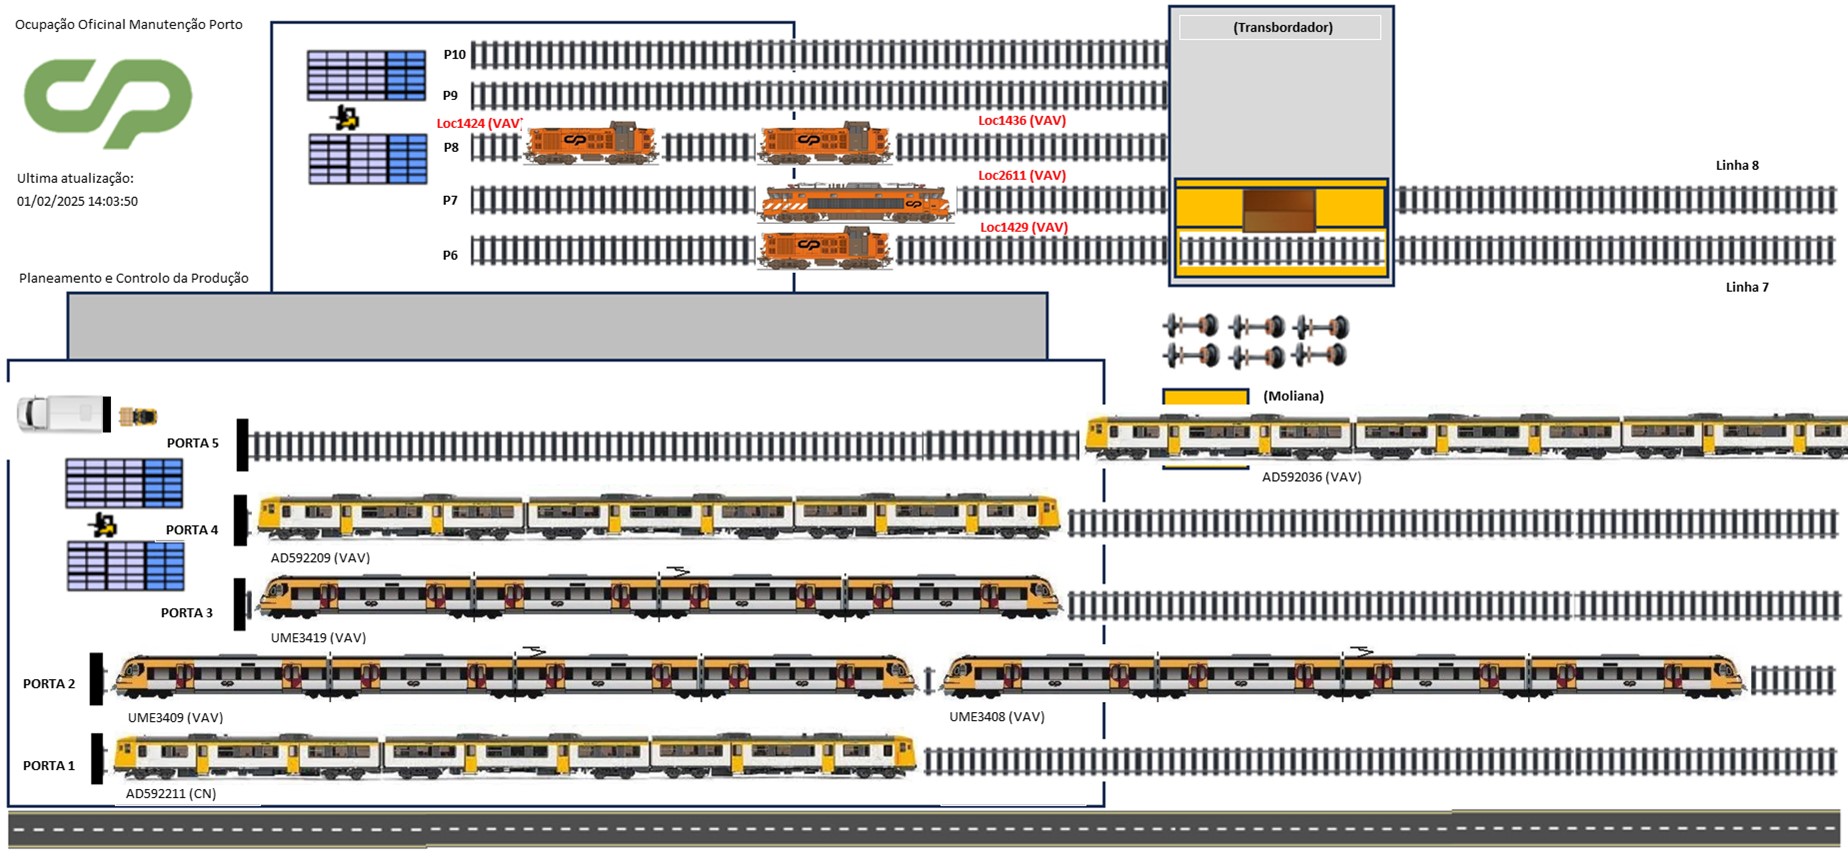 Ocupação Oficinal Manutenção Porto
(Transbordador)
P10
P9
Loc1424 (VAV)
Loc1436 (VAV)
P8
Linha 8
Ultima atualização:
Loc2611 (VAV)
01/02/2025 14:03:50
P7
Loc1429 (VAV)
P6
Planeamento e Controlo da Produção
Linha 7
(Moliana)
PORTA 5
AD592036 (VAV)
PORTA 4
AD592209 (VAV)
PORTA 3
UME3419 (VAV)
PORTA 2
UME3409 (VAV)
UME3408 (VAV)
PORTA 1
AD592211 (CN)